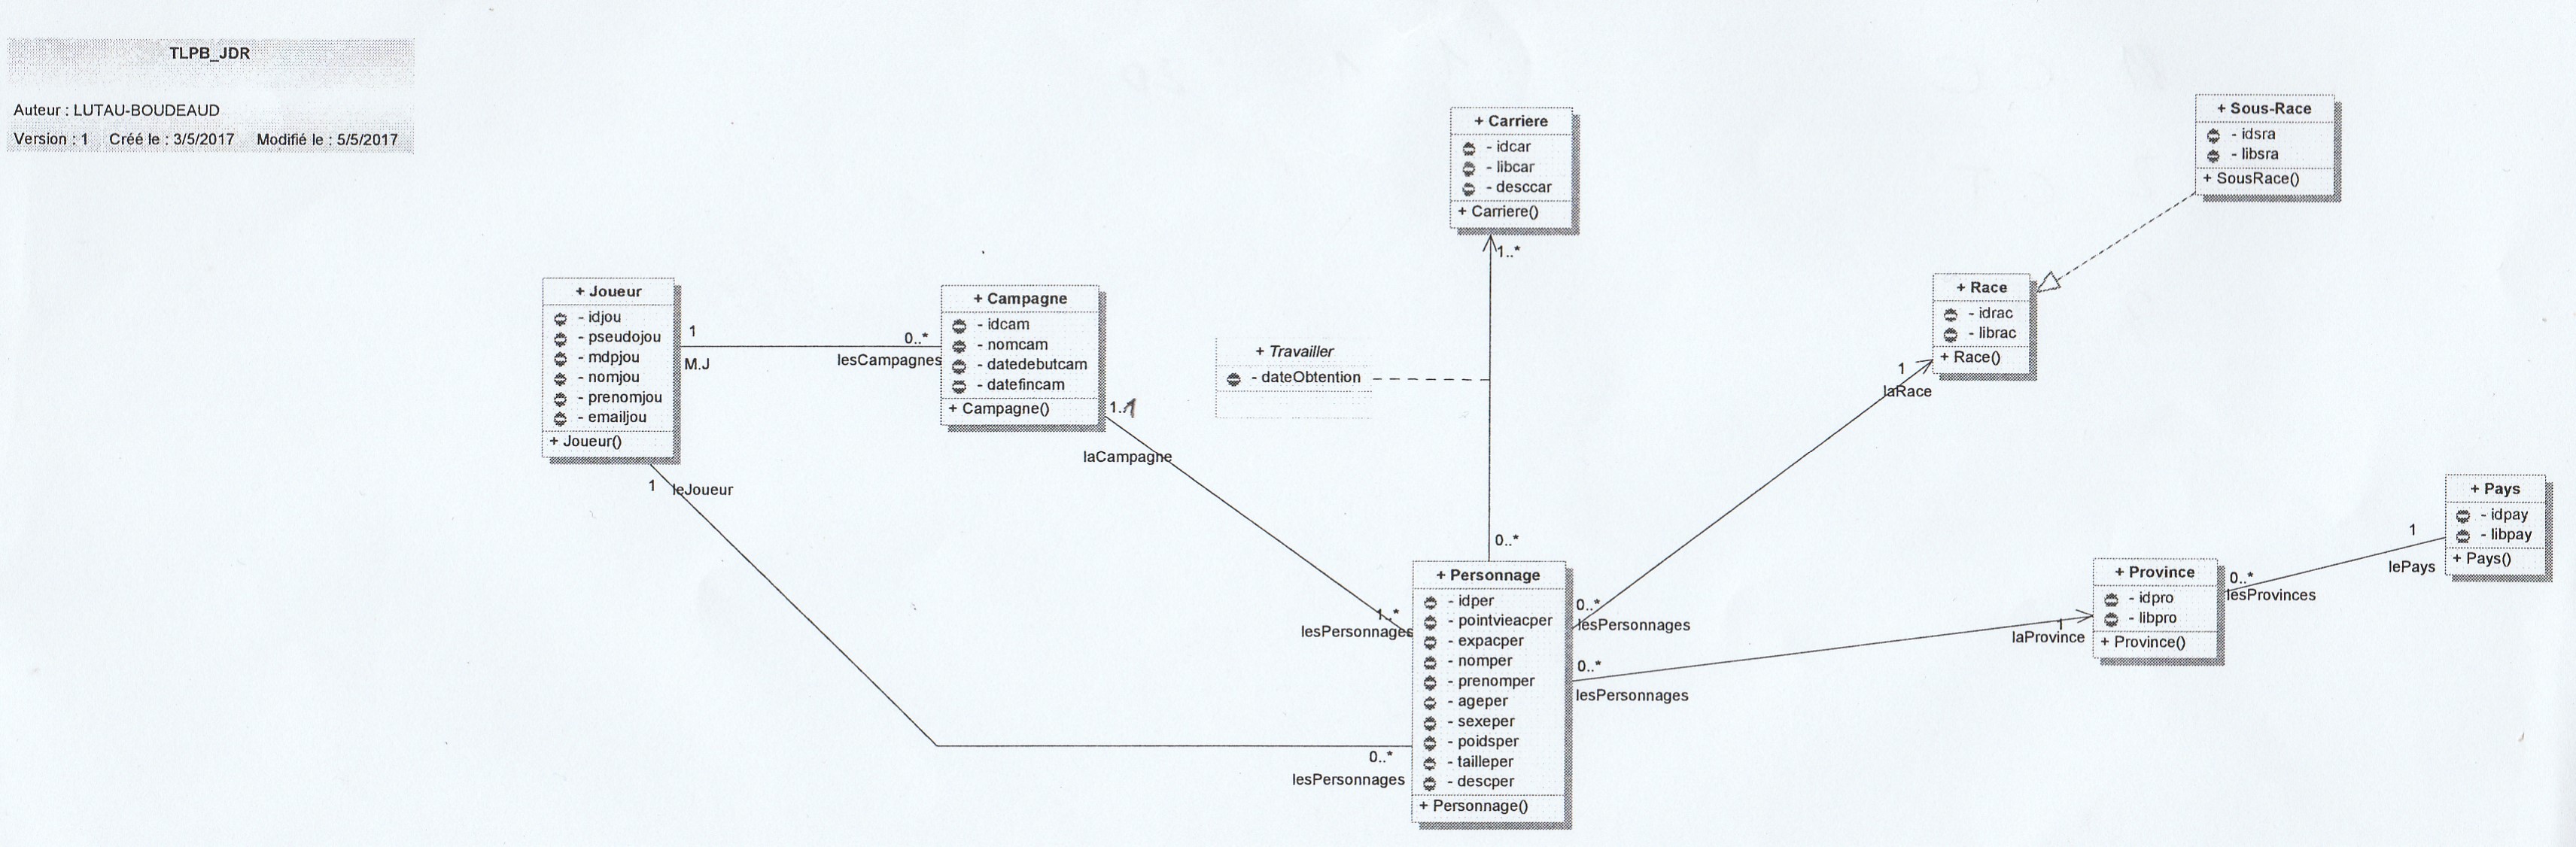 TLPB_JDR
Auteur : LUTAU-BOUDEAUD
Version : 1 Créé le : 3/5/2017 Modifié le : 5/5/2017
+ Joueur
- idjou
- pseudojou
- mdpjou
- nomjou
- prenomjou
- emailjou
+ Joueur()
1
M.J
0..*
lesCampagnes
+ Campagne
- idcam
- nomcam
- datedebutcam
- datefincam
+ Campagne()
1..1
laCampagne
1..*
lesPersonnages
1
leJoueur
0..*
lesPersonnages
+ Travailler
- dateObtention
+ Carriere
- idcar
- libcar
- desccar
+ Carriere()
1..*
0..*
+ Personnage
- idper
- pointvieacper
- expacper
- nomper
- prenomper
- ageper
- sexeper
- poidsper
- tailleper
- descper
+ Personnage()
0..*
lesPersonnages
1
laRace
+ Race
- idrac
- librac
+ Race()
+ Sous-Race
- idsra
- libsra
+ SousRace()
0..*
lesPersonnages
1
laProvince
+ Province
- idpro
- libpro
+ Province()
0..*
lesProvinces
1
lePays
+ Pays
- idpay
- libpay
+ Pays()